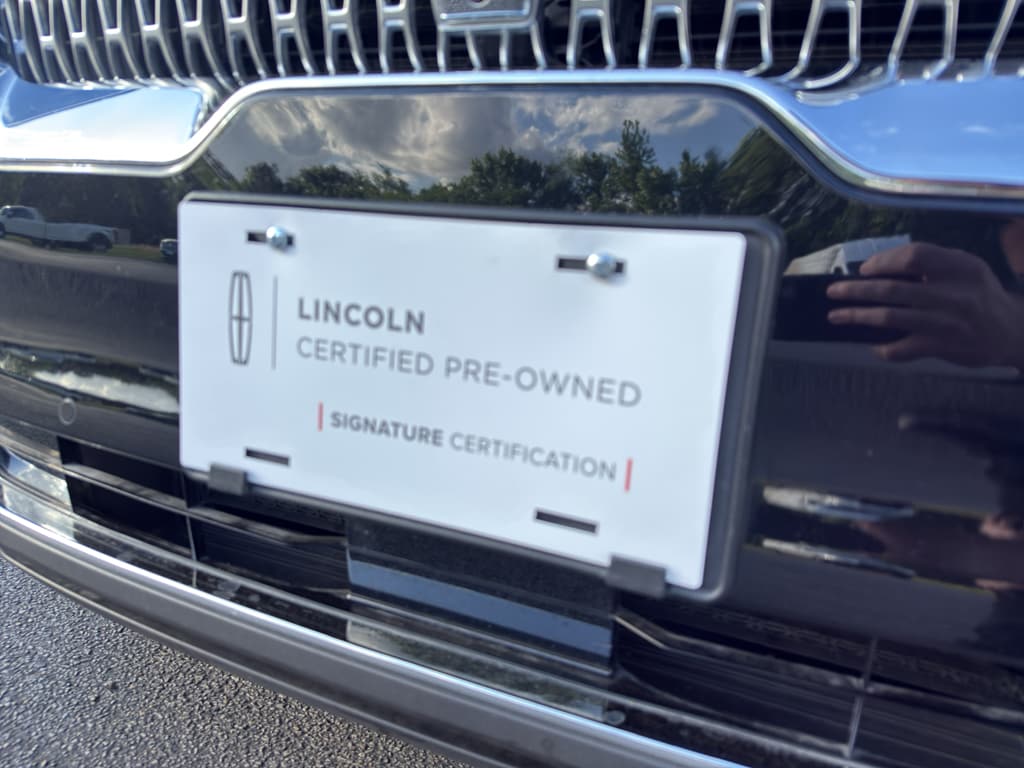 LINCOLN
CERTIFIED PRE-OWNED
SIGNATURE CERTIFICATION